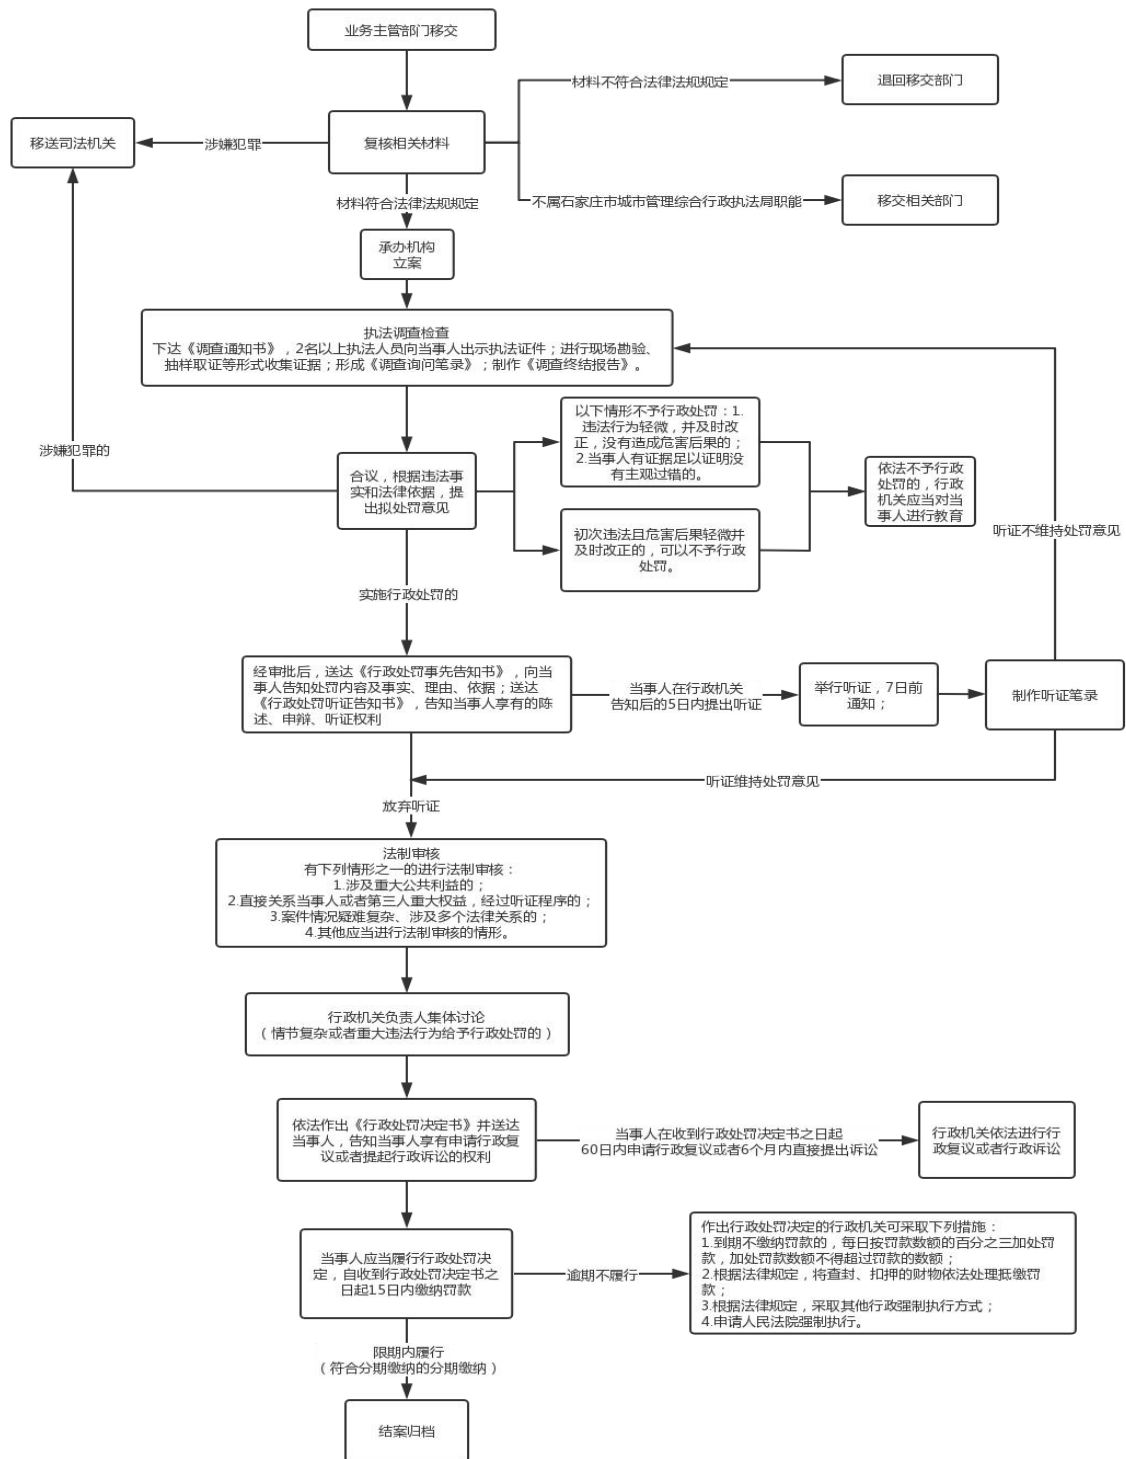 业务主管部门移交
材料不符合法律法规规定
退回移交部门
移送司法机关
涉嫌犯罪
复核相关材料
材料符合法律法规规定
不属石家庄市城市管理综合行政执法局职能
移交相关部门
承办机构
立案
执法调查检查
下达《调查通知书》，2名以上执法人员向当事人出示执法证件；进行现场勘验、
抽样取证等形式收集证据；形成《调查询问笔录》；制作《调查终结报告》。
涉嫌犯罪的
合议，根据违法事
实和法律依据，提
出拟处罚意见
以下情形不予行政处罚：1.
违法行为轻微，并及时改
正，没有造成危害后果的；
2.当事人有证据足以证明没
有主观过错的。
初次违法且危害后果轻微并
及时改正的，可以不予行政
处罚。
依法不予行政
处罚的，行政
机关应当对当
事人进行教育
听证不维持处罚意见
实施行政处罚的
经审批后，送达《行政处罚事先告知书》，向当
事人告知处罚内容及事实、理由、依据；送达
《行政处罚听证告知书》，告知当事人享有的陈
述、申辩、听证权利
当事人在行政机关
告知后的5日内提出听证
举行听证，7日前
通知；
制作听证笔录
听证维持处罚意见
放弃听证
法制审核
有下列情形之一的进行法制审核：
1.涉及重大公共利益的；
2.直接关系当事人或者第三人重大权益，经过听证程序的；
3.案件情况疑难复杂、涉及多个法律关系的；
4.其他应当进行法制审核的情形。
行政机关负责人集体讨论
（情节复杂或者重大违法行为给予行政处罚的）
依法作出《行政处罚决定书》并送达
当事人，告知当事人享有申请行政复
议或者提起行政诉讼的权利
当事人在收到行政处罚决定书之日起
60日内申请行政复议或者6个月内直接提出诉讼
行政机关依法进行行
政复议或者行政诉讼
当事人应当履行行政处罚决
定，自收到行政处罚决定书之
日起15日内缴纳罚款
逾期不履行
作出行政处罚决定的行政机关可采取下列措施：
1.到期不缴纳罚款的，每日按罚款数额的百分之三加处罚
款，加处罚款数额不得超过罚款的数额；
2.根据法律规定，将查封、扣押的财物依法处理抵缴罚
款；
3.根据法律规定，采取其他行政强制执行方式；
4.申请人民法院强制执行。
限期内履行
（符合分期缴纳的分期缴纳）
结案归档